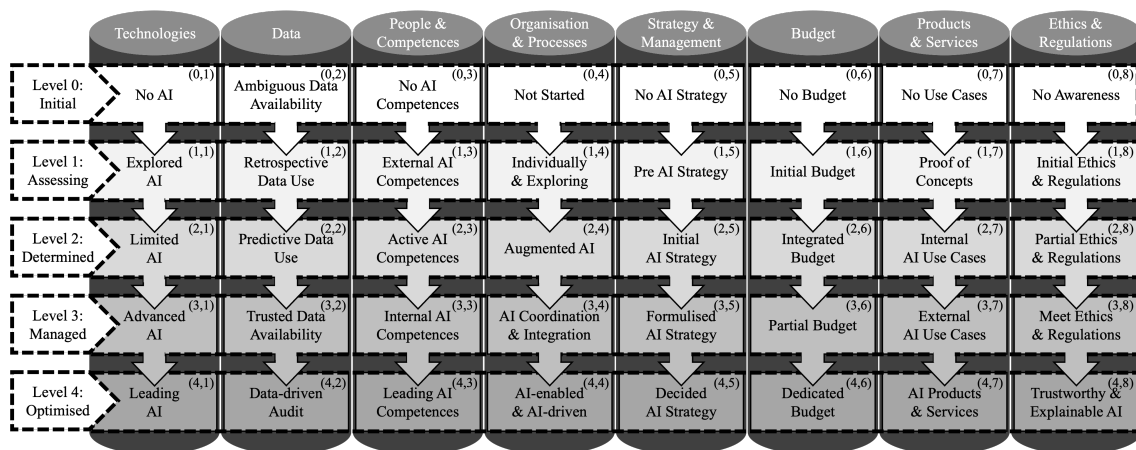 Technologies
Data
People &
Competences
Organisation
& Processes
Strategy &
Management
Budget
Products
& Services
Ethics &
Regulations
Level 0:
Initial
(0,1)
No AI
(0,2)
Ambiguous Data
Availability
(0,3)
No AI
Competences
(0,4)
Not Started
(0,5)
No AI Strategy
(0,6)
No Budget
(0,7)
No Use Cases
(0,8)
No Awareness
Level 1:
Assessing
(1,1)
Explored
AI
(1,2)
Retrospective
Data Use
(1,3)
External AI
Competences
(1,4)
Individually
& Exploring
(1,5)
Pre AI Strategy
(1,6)
Initial Budget
(1,7)
Proof of
Concepts
(1,8)
Initial Ethics
& Regulations
Level 2:
Determined
(2,1)
Limited
AI
(2,2)
Predictive Data
Use
(2,3)
Active AI
Competences
(2,4)
Augmented AI
(2,5)
Initial
AI Strategy
(2,6)
Integrated
Budget
(2,7)
Internal
AI Use Cases
(2,8)
Partial Ethics
& Regulations
Level 3:
Managed
(3,1)
Advanced
AI
(3,2)
Trusted Data
Availability
(3,3)
Internal AI
Competences
(3,4)
AI Coordination
& Integration
(3,5)
Formulised
AI Strategy
(3,6)
Partial Budget
(3,7)
External
AI Use Cases
(3,8)
Meet Ethics
& Regulations
Level 4:
Optimised
(4,1)
Leading
AI
(4,2)
Data-driven
Audit
(4,3)
Leading AI
Competences
(4,4)
AI-enabled
& AI-driven
(4,5)
Decided
AI Strategy
(4,6)
Dedicated
Budget
(4,7)
AI Products
& Services
(4,8)
Trustworthy &
Explainable AI